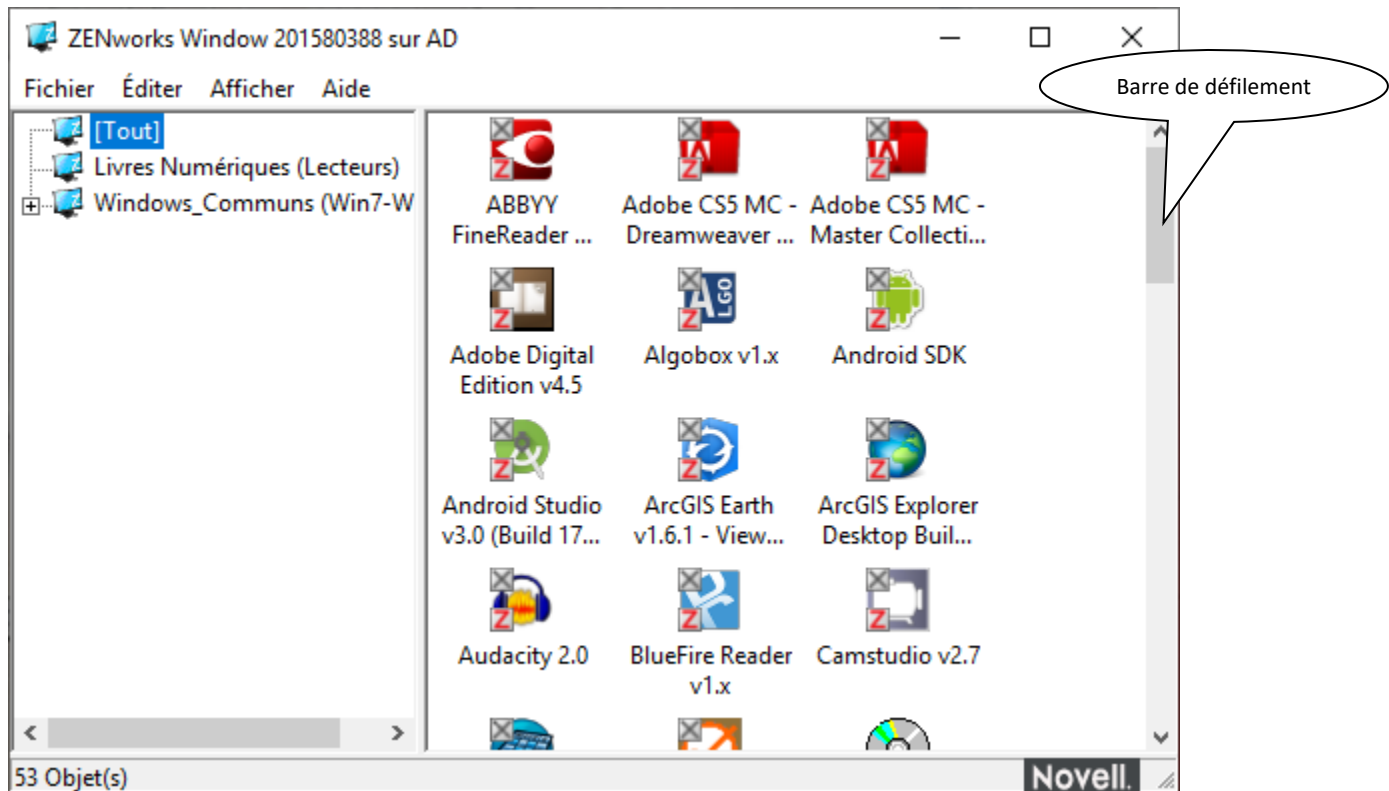 ZENworks Window 201580388 sur AD
Fichier Éditer Afficher Aide
Barre de défilement
[Tout]
Livres Numériques (Lecteurs)
Windows_Communs (Win7-W
ABBYY
FineReader ...
Adobe CS5 MC -
Dreamweaver ...
Adobe CS5 MC -
Master Collecti...
Adobe Digital
Edition v4.5
ALGO
Algobox v1.x
Android SDK
Android Studio
v3.0 (Build 17...
ArcGIS Earth
v1.6.1 - View...
ArcGIS Explorer
Desktop Buil...
Audacity 2.0
BlueFire Reader
v1.x
Camstudio v2.7
53 Objet(s)
Novell.